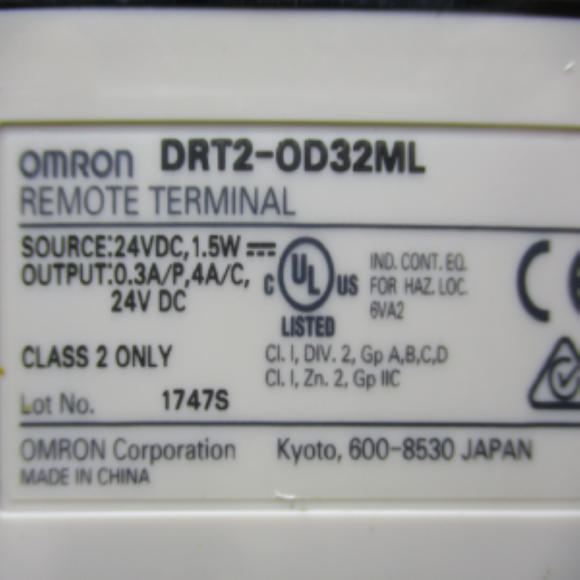 OMRON DRT2-OD32ML
REMOTE TERMINAL
SOURCE:24VDC,1.5W
OUTPUT:0.3A/P,4A/C,
24V DC
C UL US
LISTED
IND. CONT. EQ.
FOR HAZ. LOC.
6VA2
CLASS 2 ONLY
Cl. I, DIV. 2, Gp A,B,C,D
Cl. I, Zn. 2, Gp IIC
Lot No. 1747S
OMRON Corporation Kyoto, 600-8530 JAPAN
MADE IN CHINA